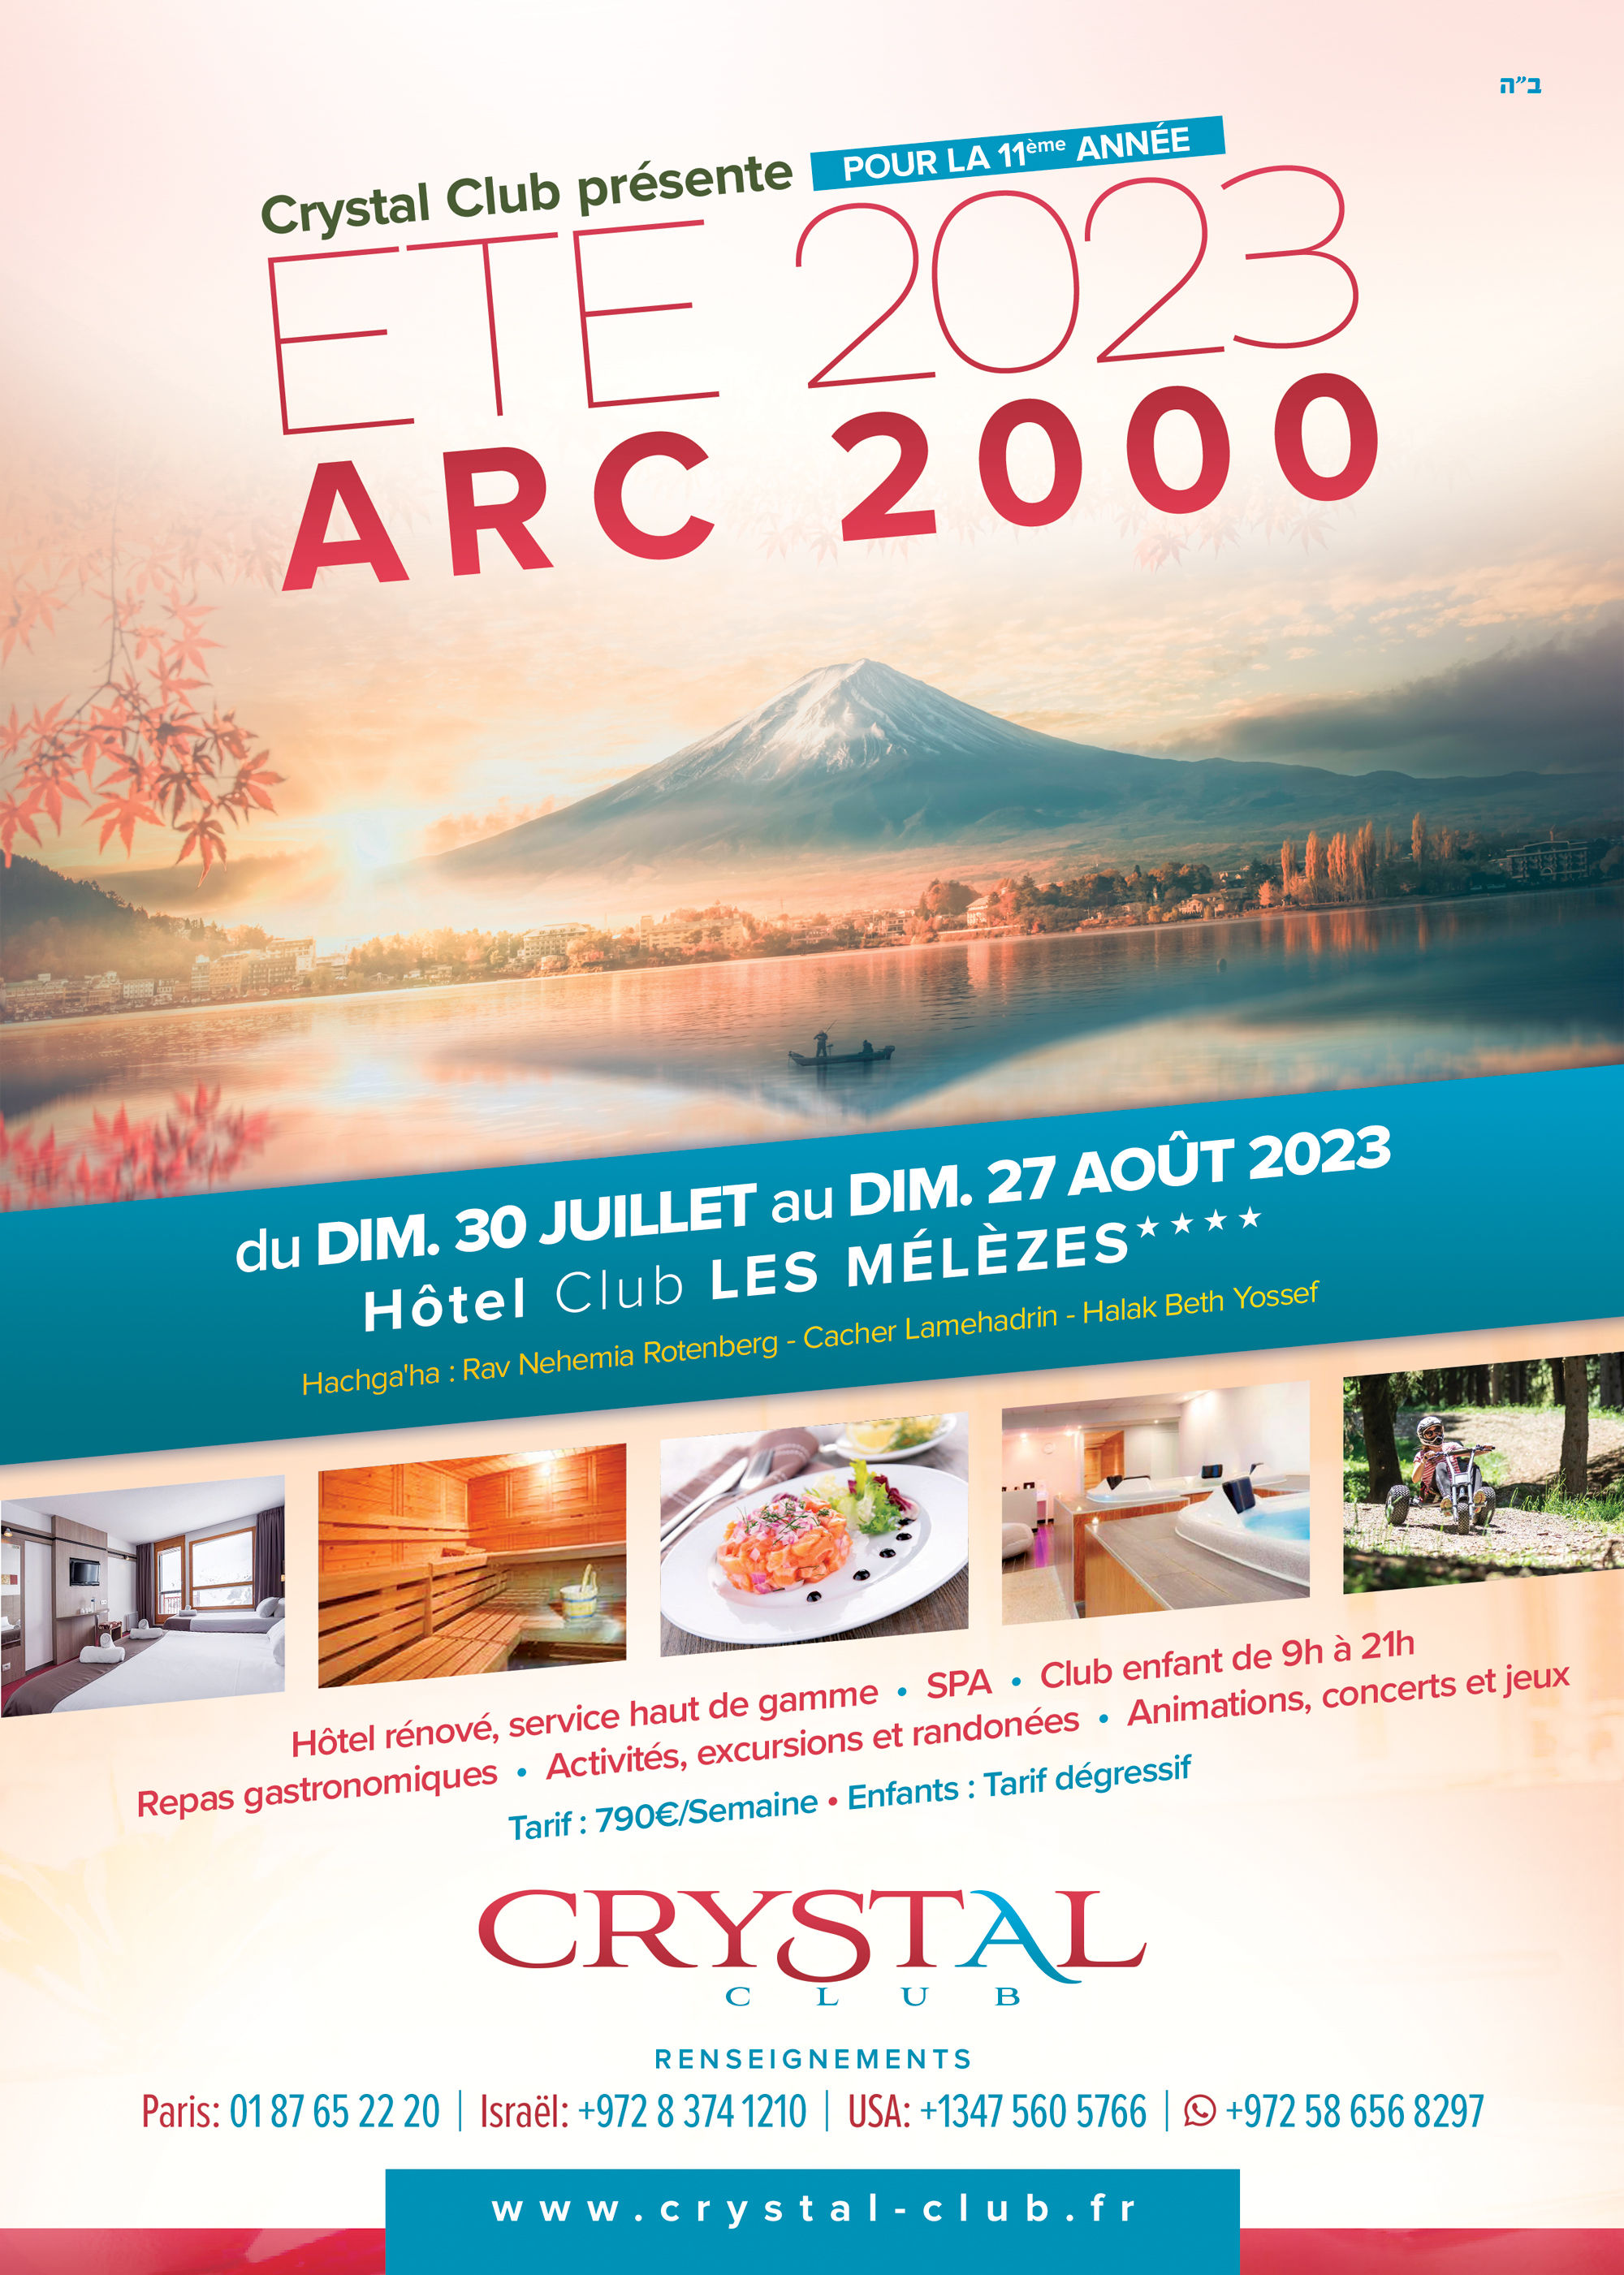 ב״ה
Crystal Club présente POUR LA 11ème ANNÉE
ETE 2023
ARC 2000
du DIM. 30 JUILLET au DIM. 27 AOÛT 2023
Hôtel Club LES MÉLÈZES★★★★
Hachga'ha : Rav Nehemia Rotenberg - Cacher Lamehadrin - Halak Beth Yossef
Hôtel rénové, service haut de gamme • SPA • Club enfant de 9h à 21h
Repas gastronomiques • Activités, excursions et randonées • Animations, concerts et jeux
Tarif : 790€/Semaine • Enfants : Tarif dégressif
CRYSTAL
CLUB
RENSEIGNEMENTS
Paris: 01 87 65 22 20 | Israël: +972 8 374 1210 | USA: +1347 560 5766 | +972 58 656 8297
www.crystal-club.fr